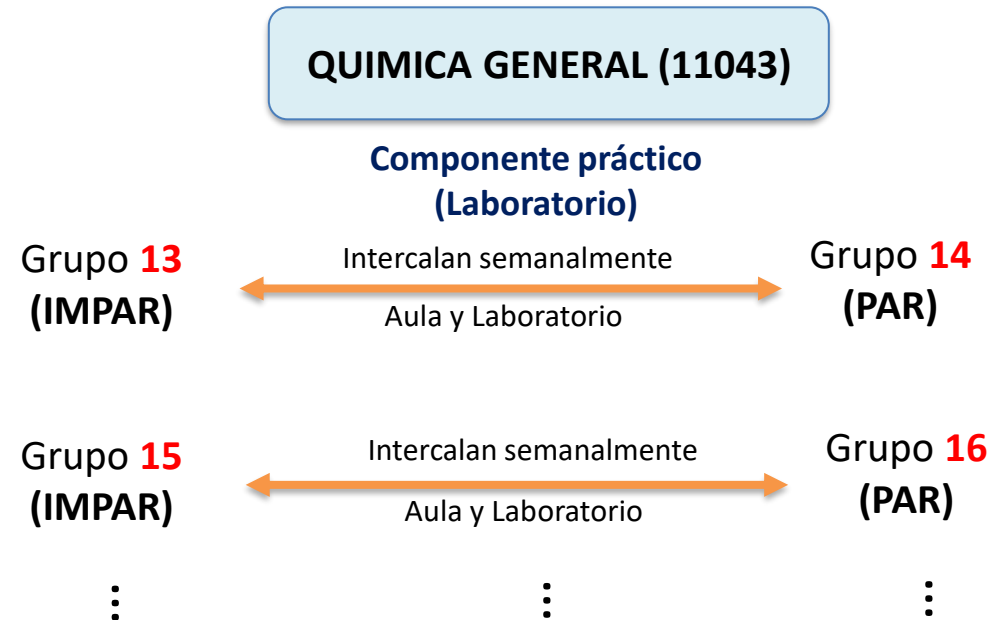 QUIMICA GENERAL (11043)
Componente práctico
(Laboratorio)
Grupo 13
(IMPAR)
Intercalan semanalmente
Aula y Laboratorio
Grupo 14
(PAR)
Grupo 15
(IMPAR)
Intercalan semanalmente
Aula y Laboratorio
Grupo 16
(PAR)